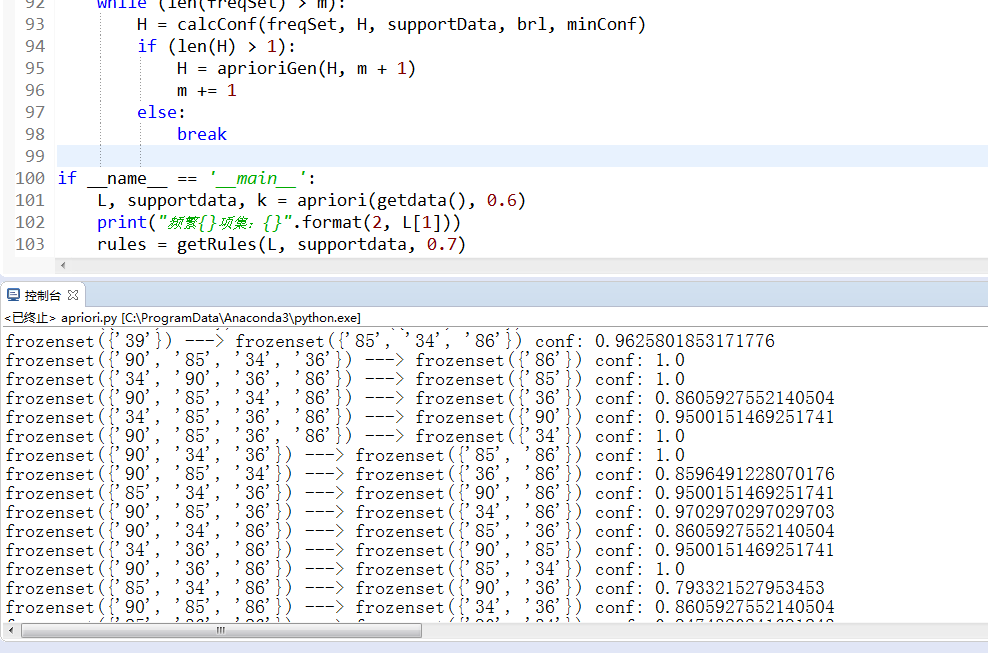 92 while (len(freqSet) > m):
93 H = calcConf(freqSet, H, supportData, brl, minConf)
94 if (len(H) > 1):
95 H = aprioriGen(H, m + 1)
96 m += 1
97 else:
98 break
99
100 if __name__ == '__main__':
101 L, supportdata, k = apriori(getdata(), 0.6)
102 print("频繁{}项集：{}".format(2, L[1]))
103 rules = getRules(L, supportdata, 0.7)
控制台
<已终止> apriori.py [C:\ProgramData\Anaconda3\python.exe]
frozenset({'39'}) ---> frozenset({'85', '34', '86'}) conf: 0.9625801853171776
frozenset({'90', '85', '34', '36'}) ---> frozenset({'86'}) conf: 1.0
frozenset({'34', '90', '36', '86'}) ---> frozenset({'85'}) conf: 1.0
frozenset({'90', '85', '34', '86'}) ---> frozenset({'36'}) conf: 0.8605927552140504
frozenset({'34', '85', '36', '86'}) ---> frozenset({'90'}) conf: 0.9500151469251741
frozenset({'90', '85', '36', '86'}) ---> frozenset({'34'}) conf: 1.0
frozenset({'90', '34', '36'}) ---> frozenset({'85', '86'}) conf: 1.0
frozenset({'90', '85', '34'}) ---> frozenset({'36', '86'}) conf: 0.8596491228070176
frozenset({'85', '34', '36'}) ---> frozenset({'90', '86'}) conf: 0.9500151469251741
frozenset({'90', '85', '36'}) ---> frozenset({'34', '86'}) conf: 0.9702970297029703
frozenset({'90', '34', '86'}) ---> frozenset({'85', '36'}) conf: 0.8605927552140504
frozenset({'34', '36', '86'}) ---> frozenset({'90', '85'}) conf: 0.9500151469251741
frozenset({'90', '36', '86'}) ---> frozenset({'85', '34'}) conf: 1.0
frozenset({'85', '34', '86'}) ---> frozenset({'90', '36'}) conf: 0.793321527953453
frozenset({'90', '85', '86'}) ---> frozenset({'34', '36'}) conf: 0.8605927552140504